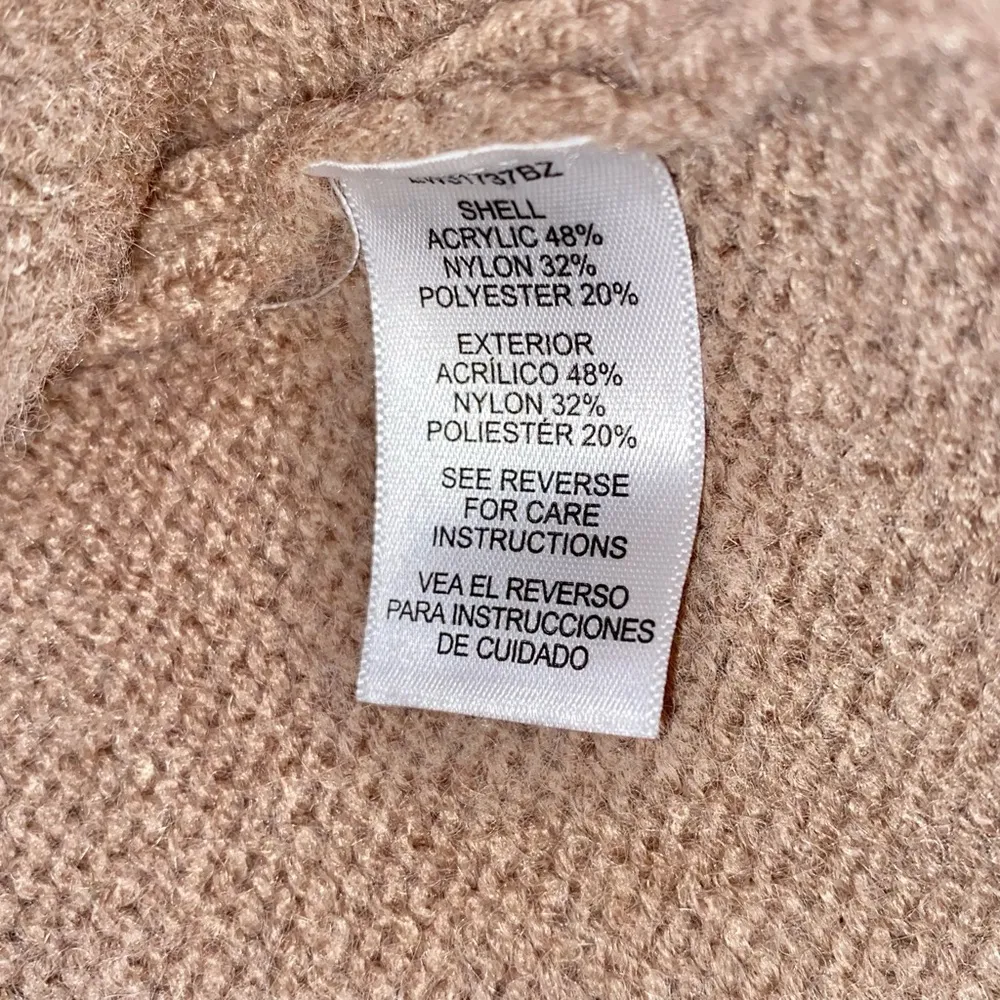 SHELL
ACRYLIC 48%
NYLON 32%
POLYESTER 20%
EXTERIOR
ACRÍLICO 48%
NYLON 32%
POLIESTÉR 20%
SEE REVERSE
FOR CARE
INSTRUCTIONS
VEA EL REVERSO
PARA INSTRUCCIONES
DE CUIDADO